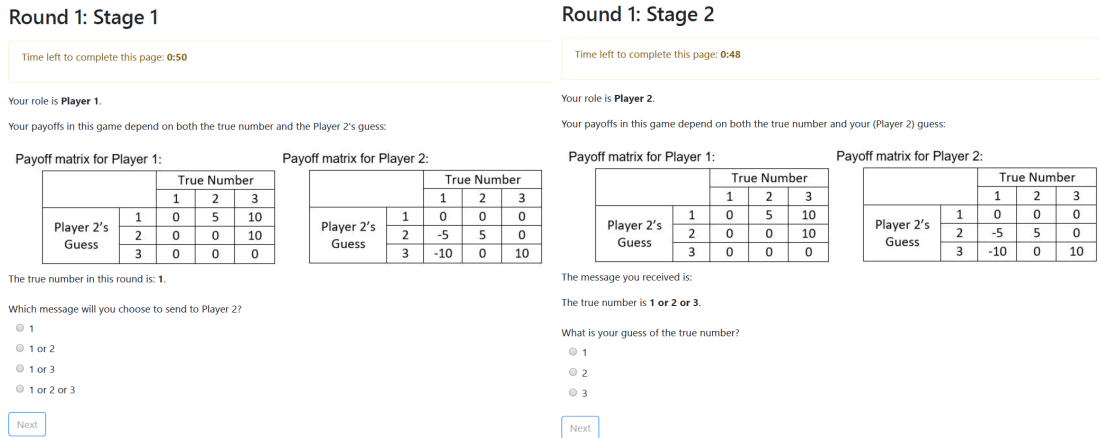 Round 1: Stage 1
Time left to complete this page: 0:50
Your role is Player 1.
Your payoffs in this game depend on both the true number and the Player 2's guess:
Payoff matrix for Player 1:
True Number
1 2 3
Player 2's Guess
1 0 5 10
2 0 0 10
3 0 0 0
Payoff matrix for Player 2:
True Number
1 2 3
Player 2's Guess
1 0 0 0
2 -5 5 0
3 -10 0 10
The true number in this round is: 1.
Which message will you choose to send to Player 2?
1
1 or 2
1 or 3
1 or 2 or 3
Next
Round 1: Stage 2
Time left to complete this page: 0:48
Your role is Player 2.
Your payoffs in this game depend on both the true number and your (Player 2) guess:
Payoff matrix for Player 1:
True Number
1 2 3
Player 2's Guess
1 0 5 10
2 0 0 10
3 0 0 0
Payoff matrix for Player 2:
True Number
1 2 3
Player 2's Guess
1 0 0 0
2 -5 5 0
3 -10 0 10
The message you received is:
The true number is 1 or 2 or 3.
What is your guess of the true number?
1
2
3
Next